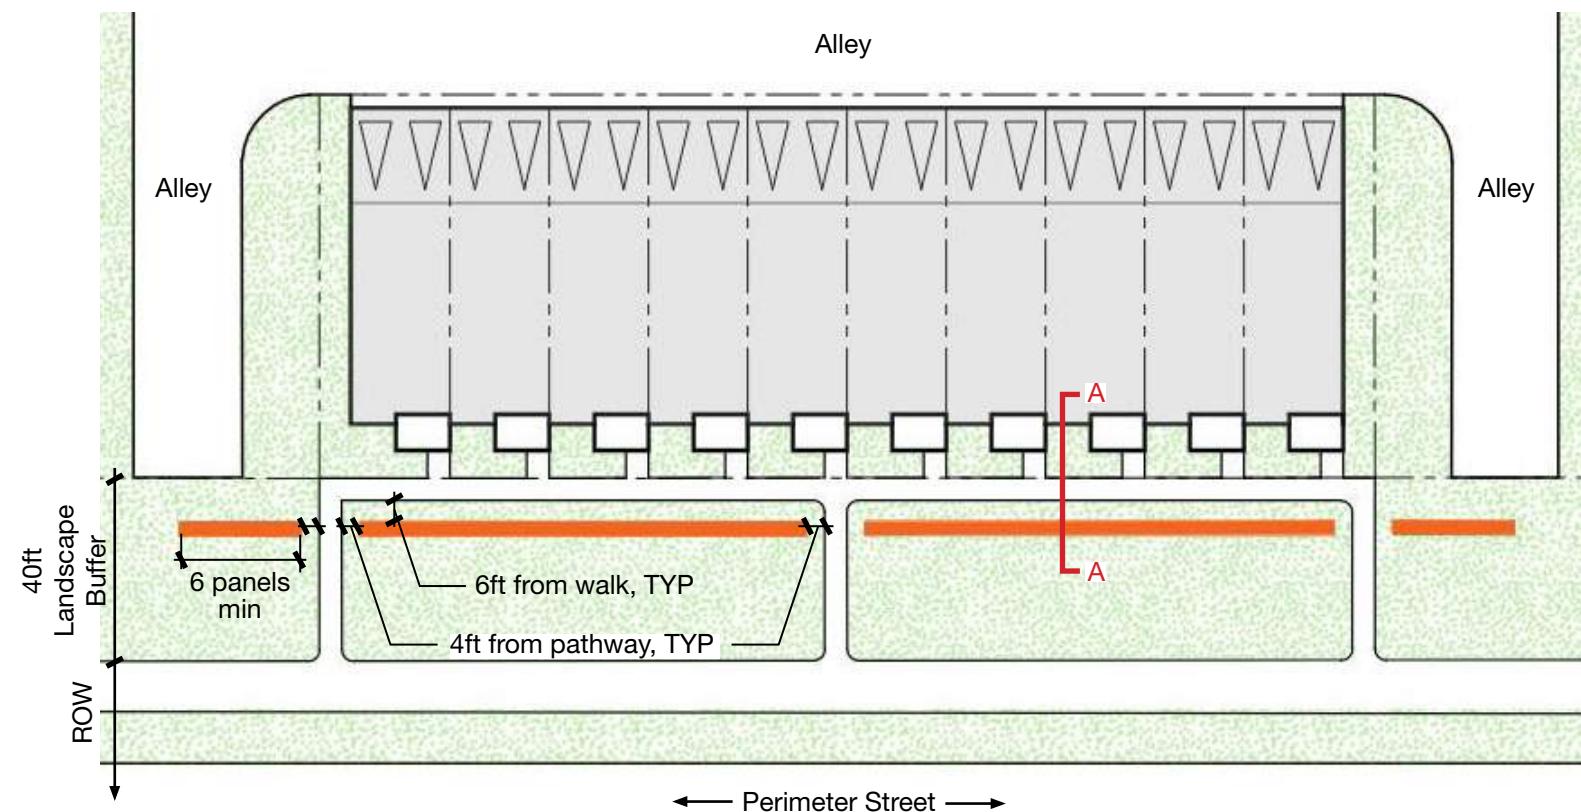 Alley
Alley
Alley
A
A
40ft
Landscape
Buffer
6 panels
min
6ft from walk, TYP
4ft from pathway, TYP
ROW
Perimeter Street